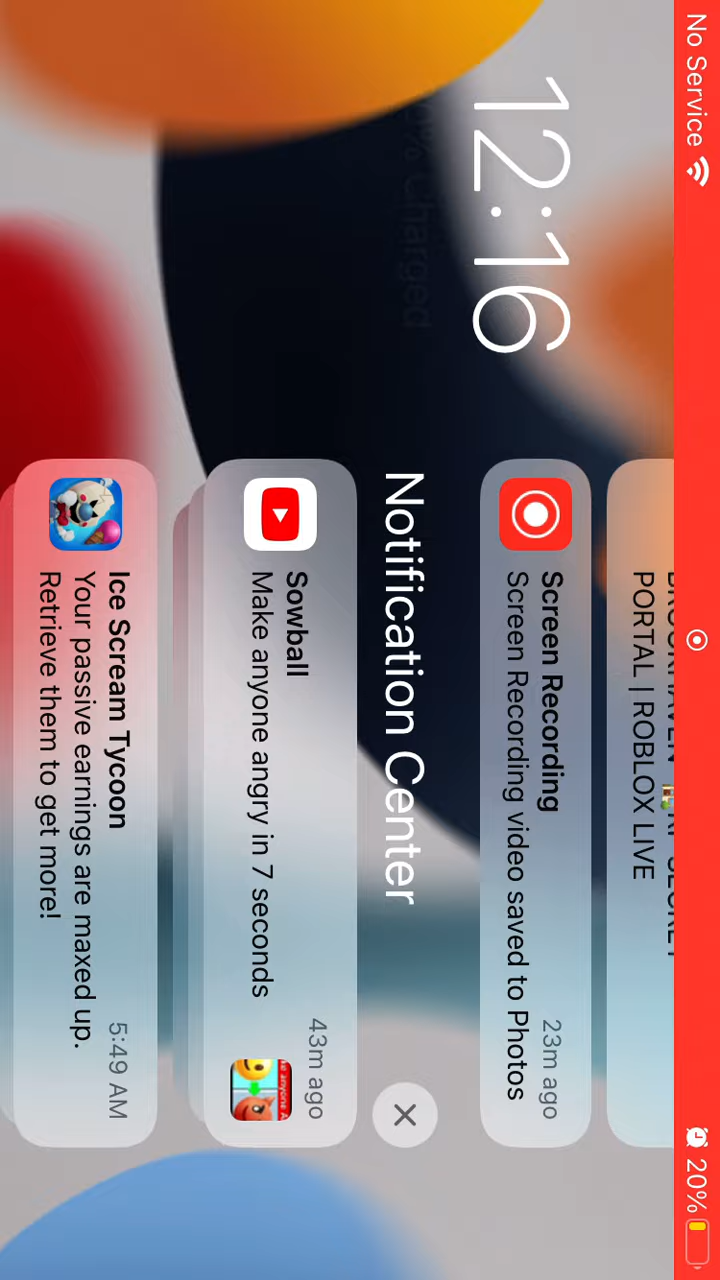 No Service
20%
12:16
% Charged
PORTAL | ROBLOX LIVE
Screen Recording
23m ago
Screen Recording video saved to Photos
Notification Center
Sowball
43m ago
Make anyone angry in 7 seconds
Ice Scream Tycoon
5:49 AM
Your passive earnings are maxed up.
Retrieve them to get more!